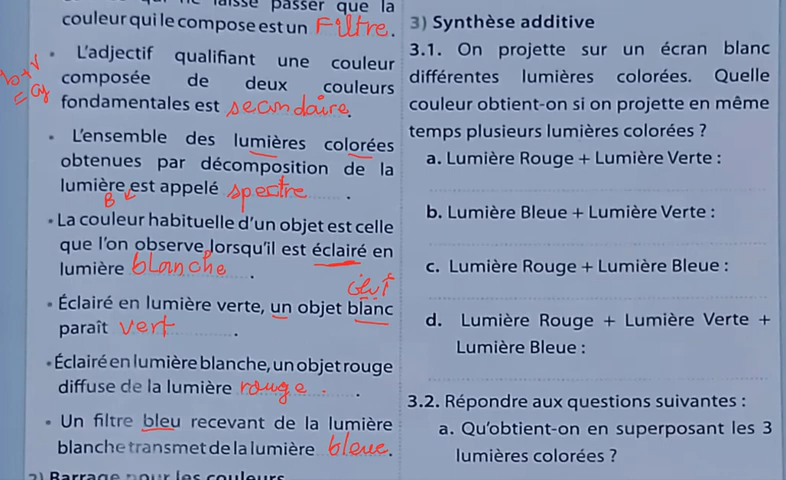 laisse passer que la
couleur qui le compose est un Filtre.
• L'adjectif qualifiant une couleur
composée de deux couleurs
fondamentales est secondaire.
b+v
= cy
• L'ensemble des lumières colorées
obtenues par décomposition de la
lumière est appelé spectre.
B
• La couleur habituelle d'un objet est celle
que l'on observe lorsqu'il est éclairé en
lumière blanche.
• Éclairé en lumière verte, un objet blanc
paraît vert.
• Éclairé en lumière blanche, un objet rouge
diffuse de la lumière rouge.
• Un filtre bleu recevant de la lumière
blanche transmet de la lumière bleue.
2) Barrage pour les couleurs
3) Synthèse additive
3.1. On projette sur un écran blanc
différentes lumières colorées. Quelle
couleur obtient-on si on projette en même
temps plusieurs lumières colorées ?
a. Lumière Rouge + Lumière Verte :
b. Lumière Bleue + Lumière Verte :
c. Lumière Rouge + Lumière Bleue :
d. Lumière Rouge + Lumière Verte +
Lumière Bleue :
3.2. Répondre aux questions suivantes :
a. Qu'obtient-on en superposant les 3
lumières colorées ?